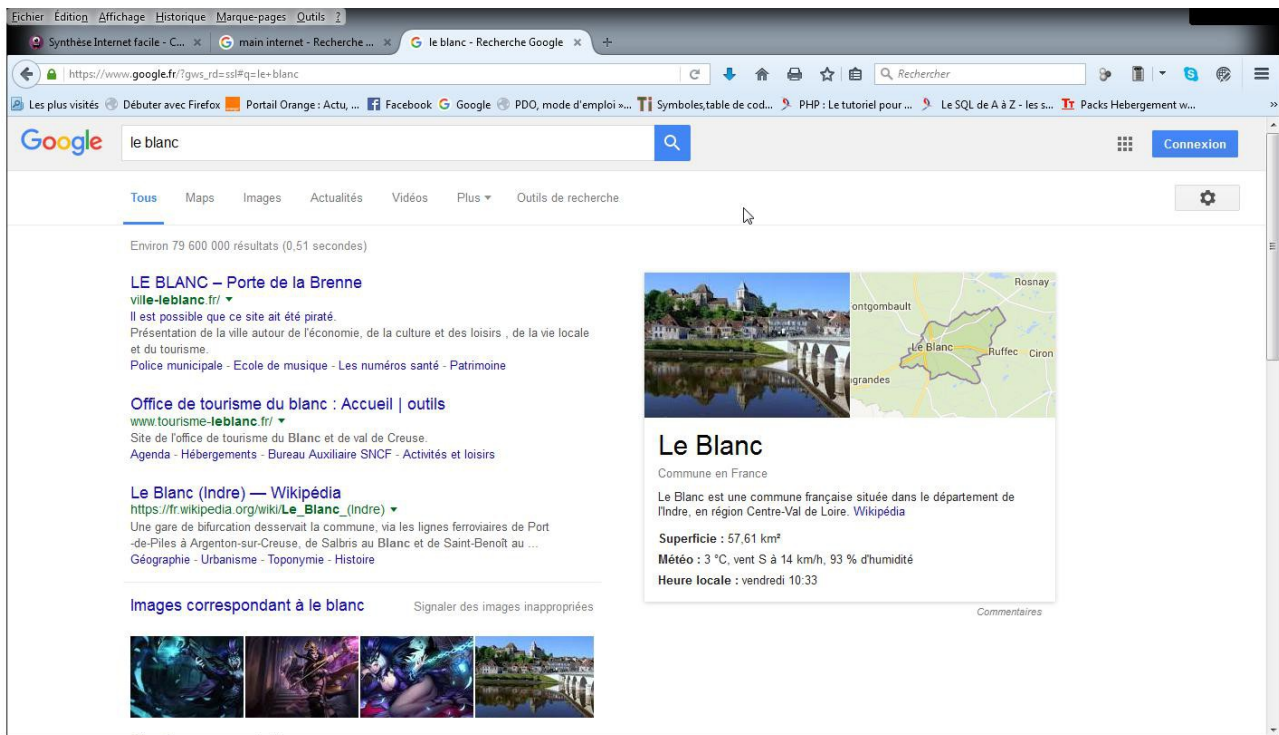 Fichier Édition Affichage Historique Marque-pages Outils ?
Synthèse Internet facile - C... × main internet - Recherche ... × le blanc - Recherche Google × +
https://www.google.fr/?gws_rd=ssl#q=le+blanc Rechercher
Les plus visités Débuter avec Firefox Portail Orange : Actu, ... Facebook Google PDO, mode d'emploi »... Symboles,table de cod... PHP : Le tutoriel pour ... Le SQL de A à Z - les s... Packs Hebergement w... »
Google le blanc Connexion
Tous Maps Images Actualités Vidéos Plus Outils de recherche
Environ 79 600 000 résultats (0,51 secondes)
LE BLANC – Porte de la Brenne
ville-leblanc.fr/
Il est possible que ce site ait été piraté.
Présentation de la ville autour de l'économie, de la culture et des loisirs , de la vie locale
et du tourisme.
Police municipale - Ecole de musique - Les numéros santé - Patrimoine
Office de tourisme du blanc : Accueil | outils
www.tourisme-leblanc.fr/
Site de l'office de tourisme du Blanc et de val de Creuse.
Agenda - Hébergements - Bureau Auxiliaire SNCF - Activités et loisirs
Le Blanc (Indre) — Wikipédia
https://fr.wikipedia.org/wiki/Le_Blanc_(Indre)
Une gare de bifurcation desservait la commune, via les lignes ferroviaires de Port
-de-Piles à Argenton-sur-Creuse, de Salbris au Blanc et de Saint-Benoît au ...
Géographie - Urbanisme - Toponymie - Histoire
Images correspondant à le blanc Signaler des images inappropriées
Rosnay
ontgombault
Le Blanc
Ruffec Ciron
grandes
Le Blanc
Commune en France
Le Blanc est une commune française située dans le département de
l'Indre, en région Centre-Val de Loire. Wikipédia
Superficie : 57,61 km²
Météo : 3 °C, vent S à 14 km/h, 93 % d'humidité
Heure locale : vendredi 10:33
Commentaires